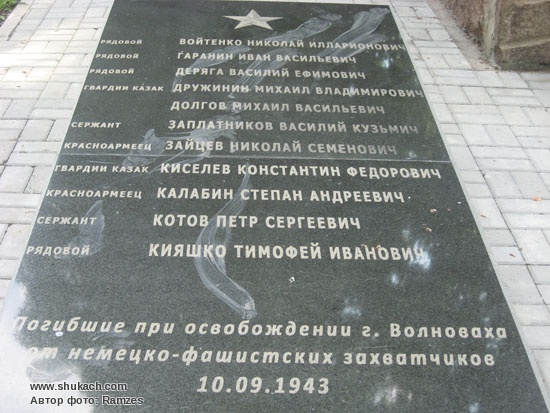 РЯДОВОЙ ВОЙТЕНКО НИКОЛАЙ ИЛЛАРИОНОВИЧ
РЯДОВОЙ ГАРАНИН ИВАН ВАСИЛЬЕВИЧ
РЯДОВОЙ ДЕРЯГА ВАСИЛИЙ ЕФИМОВИЧ
ГВАРДИИ КАЗАК ДРУЖИНИН МИХАИЛ ВЛАДИМИРОВИЧ
ДОЛГОВ МИХАИЛ ВАСИЛЬЕВИЧ
СЕРЖАНТ ЗАПЛАТНИКОВ ВАСИЛИЙ КУЗЬМИЧ
КРАСНОАРМЕЕЦ ЗАЙЦЕВ НИКОЛАЙ СЕМЕНОВИЧ
ГВАРДИИ КАЗАК КИСЕЛЕВ КОНСТАНТИН ФЕДОРОВИЧ
КРАСНОАРМЕЕЦ КАЛАБИН СТЕПАН АНДРЕЕВИЧ
СЕРЖАНТ КОТОВ ПЕТР СЕРГЕЕВИЧ
РЯДОВОЙ КИЯШКО ТИМОФЕЙ ИВАНОВИЧ
Погибшие при освобождении г. Волноваха
от немецко-фашистских захватчиков
10.09.1943
www.shukach.com
Автор фото: Ramzes